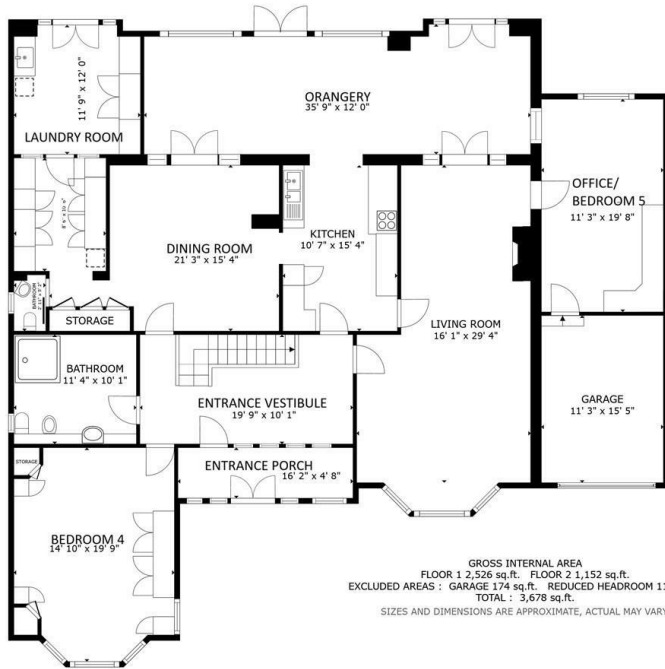 ORANGERY
35' 9" x 12' 0"
11' 9" x 12' 0"
LAUNDRY ROOM
OFFICE/
BEDROOM 5
11' 3" x 19' 8"
KITCHEN
10' 7" x 15' 4"
DINING ROOM
21' 3" x 15' 4"
BATHROOM
STORAGE
LIVING ROOM
16' 1" x 29' 4"
BATHROOM
11' 4" x 10' 1"
ENTRANCE VESTIBULE
19' 9" x 10' 1"
GARAGE
11' 3" x 15' 5"
STORAGE
ENTRANCE PORCH
16' 2" x 4' 8"
BEDROOM 4
14' 10" x 19' 9"
GROSS INTERNAL AREA
FLOOR 1 2,526 sq.ft. FLOOR 2 1,152 sq.ft.
EXCLUDED AREAS : GARAGE 174 sq.ft. REDUCED HEADROOM 11
TOTAL : 3,678 sq.ft.
SIZES AND DIMENSIONS ARE APPROXIMATE, ACTUAL MAY VARY